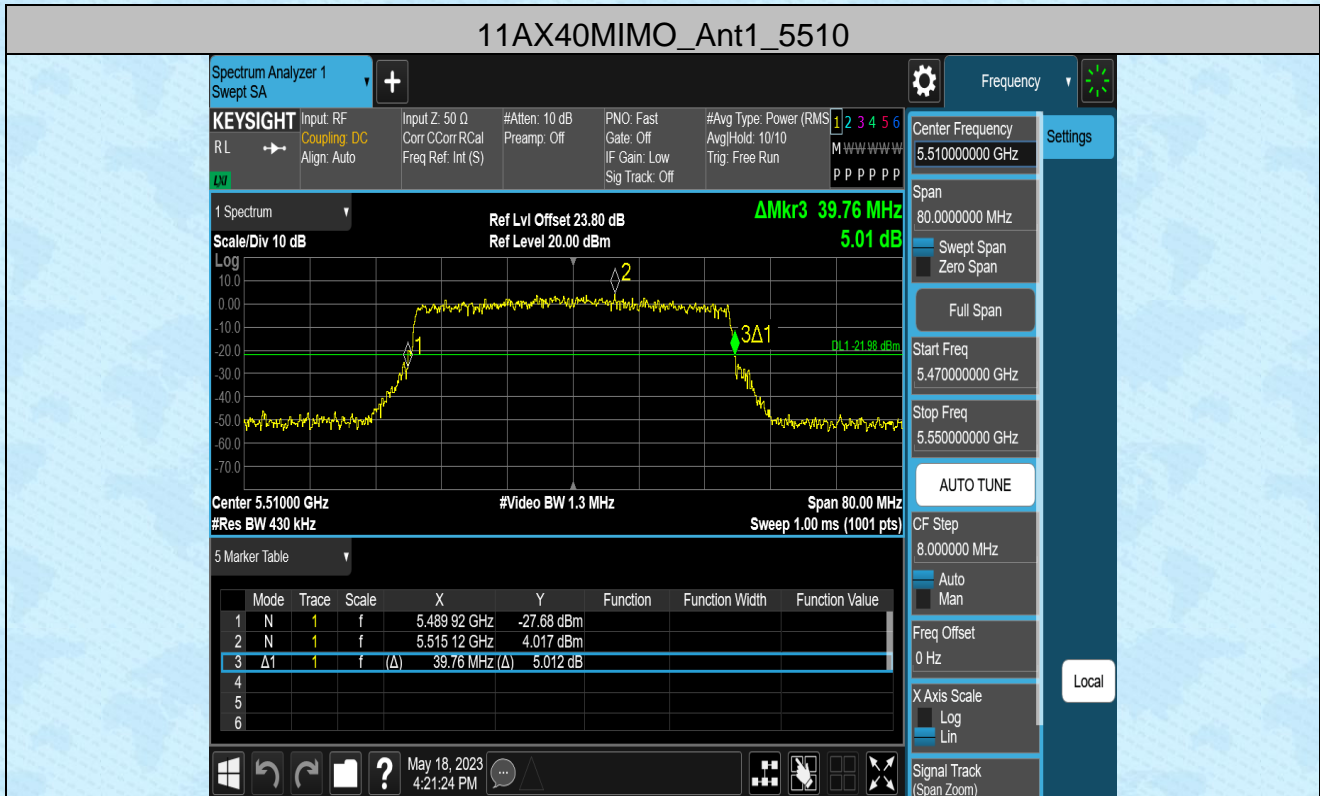 11AX40MIMO_Ant1_5510
Spectrum Analyzer 1
Swept SA
+
Frequency
KEYSIGHT
RL
LXI
Input: RF
Coupling: DC
Align: Auto
Input Z: 50 Ω
Corr CCorr RCal
Freq Ref: Int (S)
#Atten: 10 dB
Preamp: Off
PNO: Fast
Gate: Off
IF Gain: Low
Sig Track: Off
#Avg Type: Power (RMS
Avg|Hold: 10/10
Trig: Free Run
1 2 3 4 5 6
M W W W W W
P P P P P P
1 Spectrum
Scale/Div 10 dB
Ref Lvl Offset 23.80 dB
Ref Level 20.00 dBm
ΔMkr3 39.76 MHz
5.01 dB
Log
10.0
0.00
-10.0
-20.0
-30.0
-40.0
-50.0
-60.0
-70.0
1
2
3Δ1
DL1 -21.98 dBm
Center 5.51000 GHz
#Res BW 430 kHz
#Video BW 1.3 MHz
Span 80.00 MHz
Sweep 1.00 ms (1001 pts)
5 Marker Table
Mode Trace Scale X Y Function Function Width Function Value
1 N 1 f 5.489 92 GHz -27.68 dBm
2 N 1 f 5.515 12 GHz 4.017 dBm
3 Δ1 1 f (Δ) 39.76 MHz (Δ) 5.012 dB
4
5
6
?
May 18, 2023
4:21:24 PM
Center Frequency
5.510000000 GHz
Settings
Span
80.0000000 MHz
Swept Span
Zero Span
Full Span
Start Freq
5.470000000 GHz
Stop Freq
5.550000000 GHz
AUTO TUNE
CF Step
8.000000 MHz
Auto
Man
Freq Offset
0 Hz
X Axis Scale
Log
Lin
Local
Signal Track
(Span Zoom)